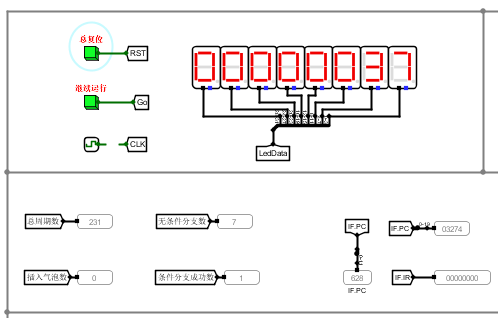 总复位
RST
00000031
继续运行
Go
CLK
LedData
总周期数 231
无条件分支数 7
IF.PC
IF.PC 03274
插入气泡数 0
条件分支成功数 1
628
IF.IR 00000000
IF.PC